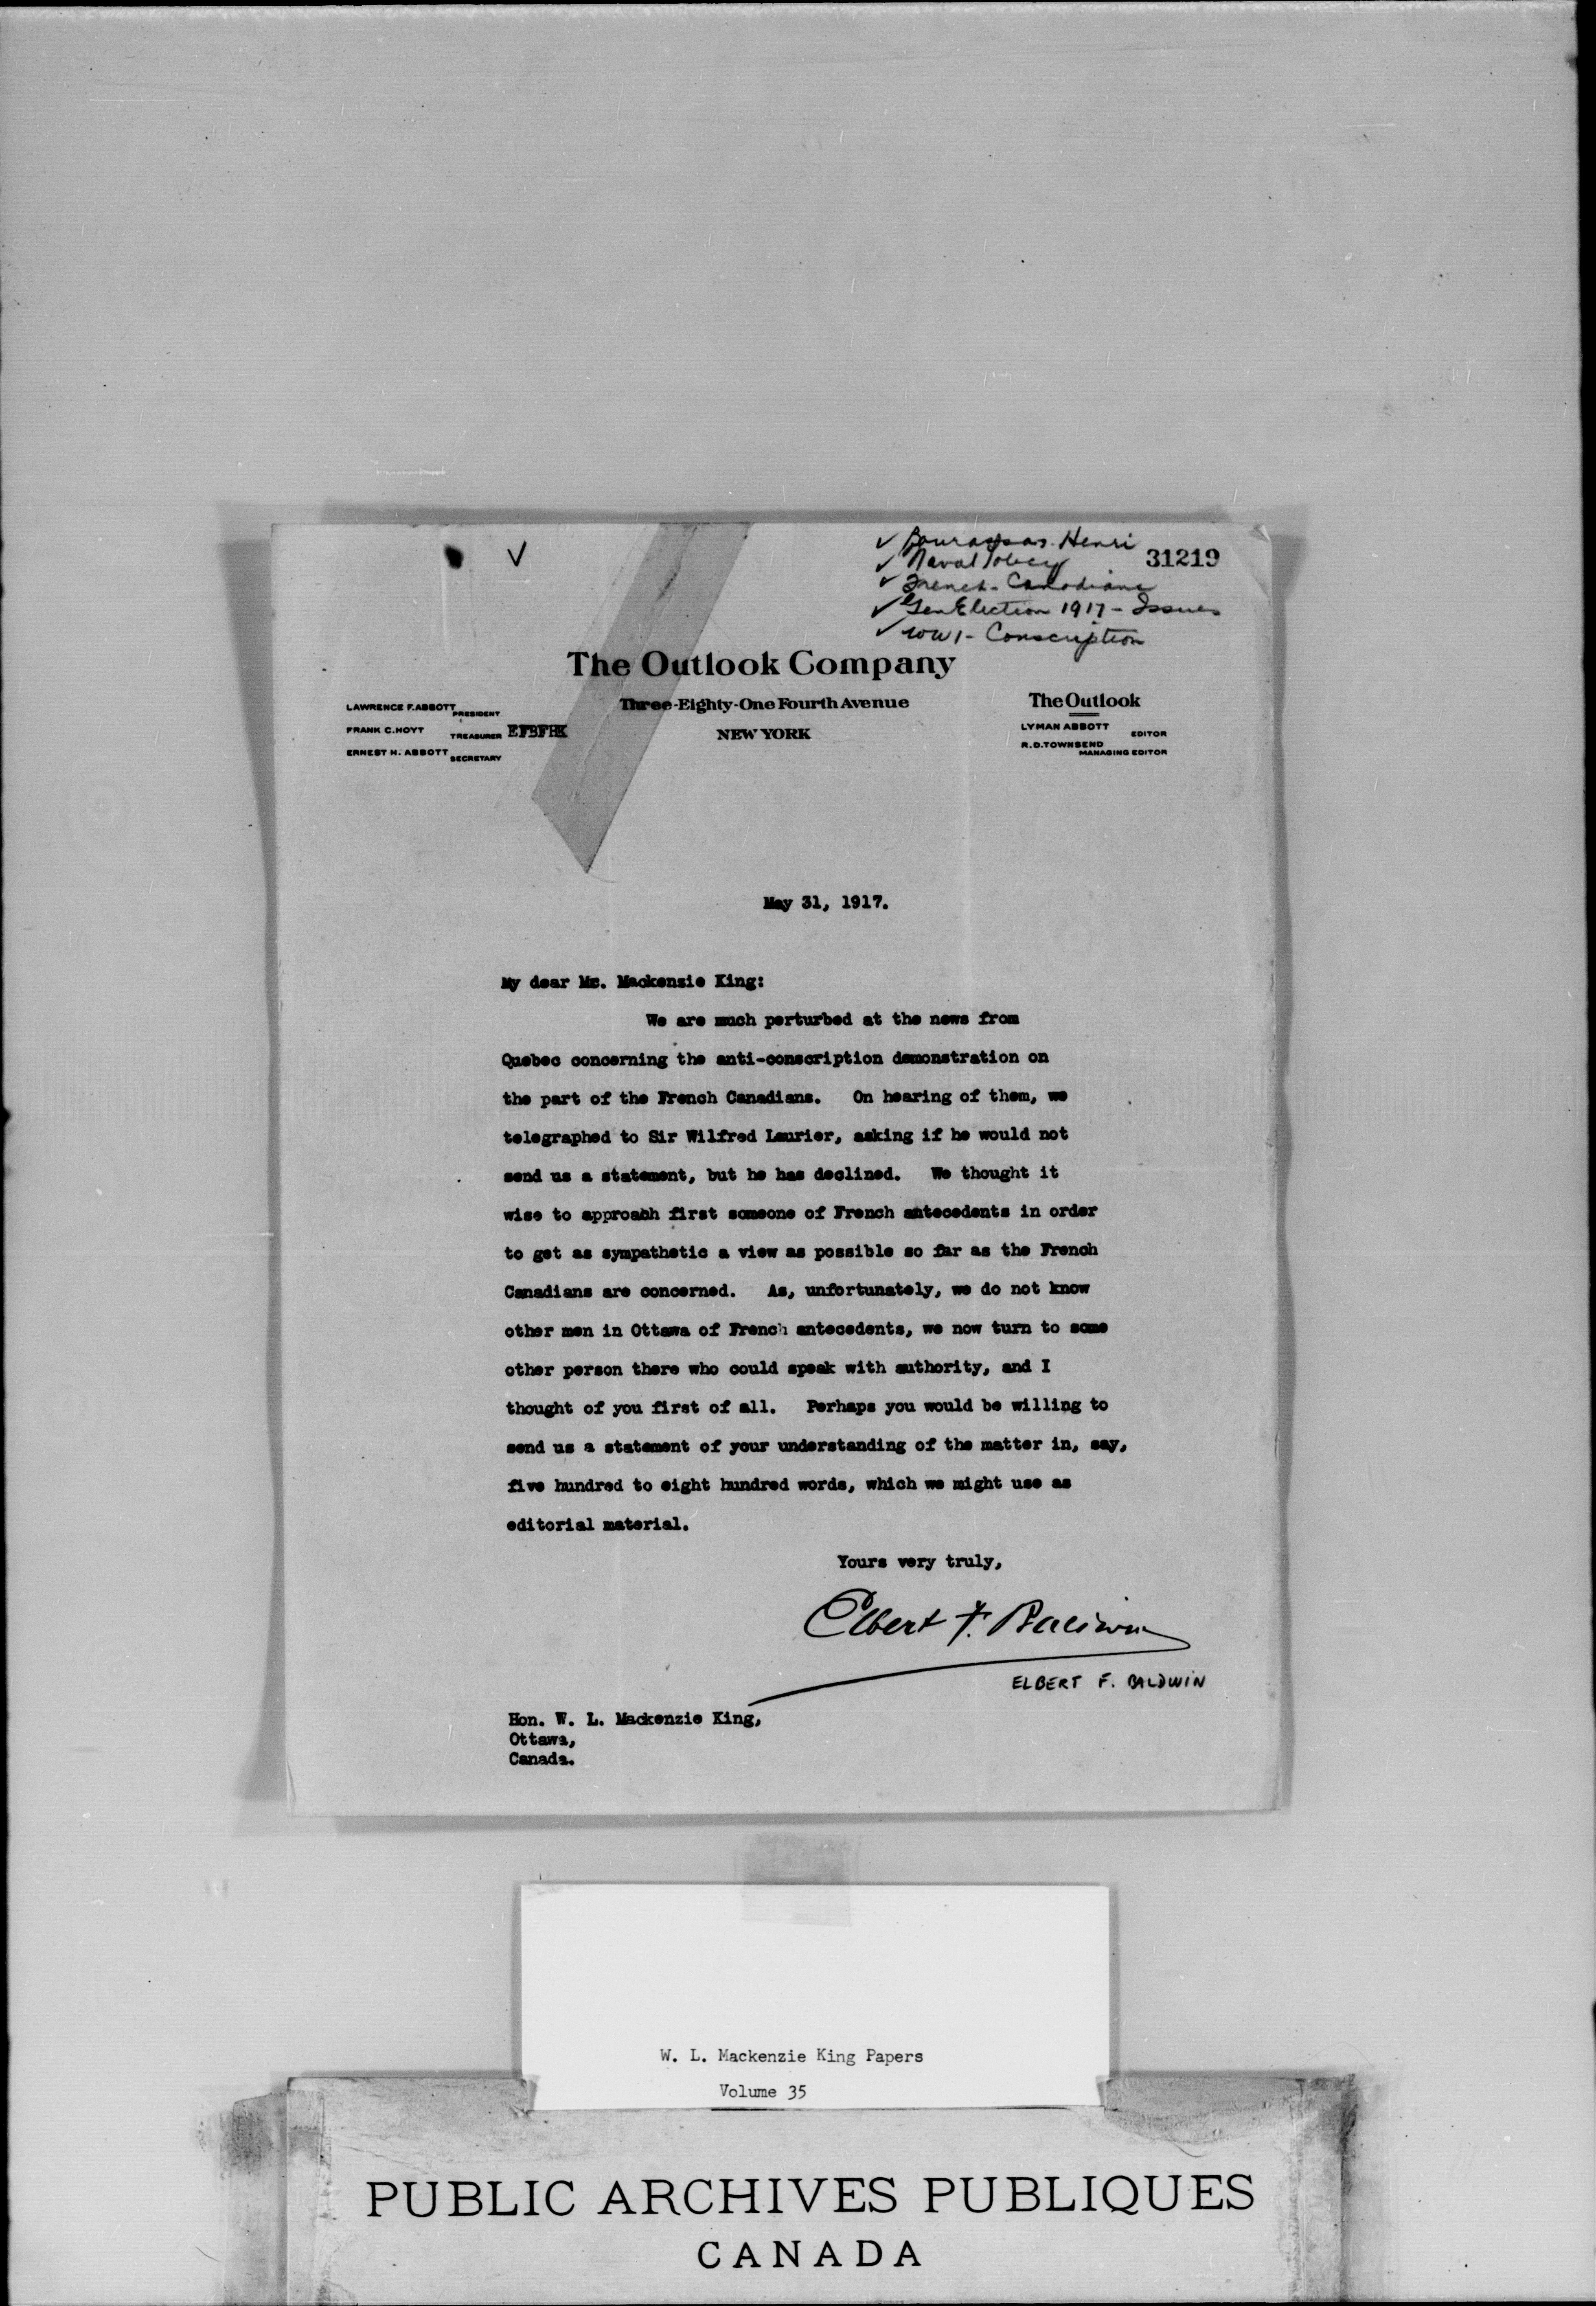 ✓ Bourassa, Henri
31219
✓ Naval Policy
✓ French-Canadians
✓ Gen Election 1917 - Issues
✓ WW1 - Conscription
The Outlook Company
Three-Eighty-One Fourth Avenue
NEW YORK
LAWRENCE F. ABBOTT PRESIDENT
FRANK C. HOYT TREASURER
ERNEST H. ABBOTT SECRETARY
The Outlook
LYMAN ABBOTT EDITOR
R. D. TOWNSEND MANAGING EDITOR
May 31, 1917.
My dear Mr. Mackenzie King:
We are much perturbed at the news from
Quebec concerning the anti-conscription demonstration on
the part of the French Canadians. On hearing of them, we
telegraphed to Sir Wilfred Laurier, asking if he would not
send us a statement, but he has declined. We thought it
wise to approach first someone of French antecedents in order
to get as sympathetic a view as possible so far as the French
Canadians are concerned. As, unfortunately, we do not know
other men in Ottawa of French antecedents, we now turn to some
other person there who could speak with authority, and I
thought of you first of all. Perhaps you would be willing to
send us a statement of your understanding of the matter in, say,
five hundred to eight hundred words, which we might use as
editorial material.
Yours very truly,
Elbert F. Baldwin
ELBERT F. BALDWIN
Hon. W. L. Mackenzie King,
Ottawa,
Canada.
W. L. Mackenzie King Papers
Volume 35
PUBLIC ARCHIVES PUBLIQUES
CANADA